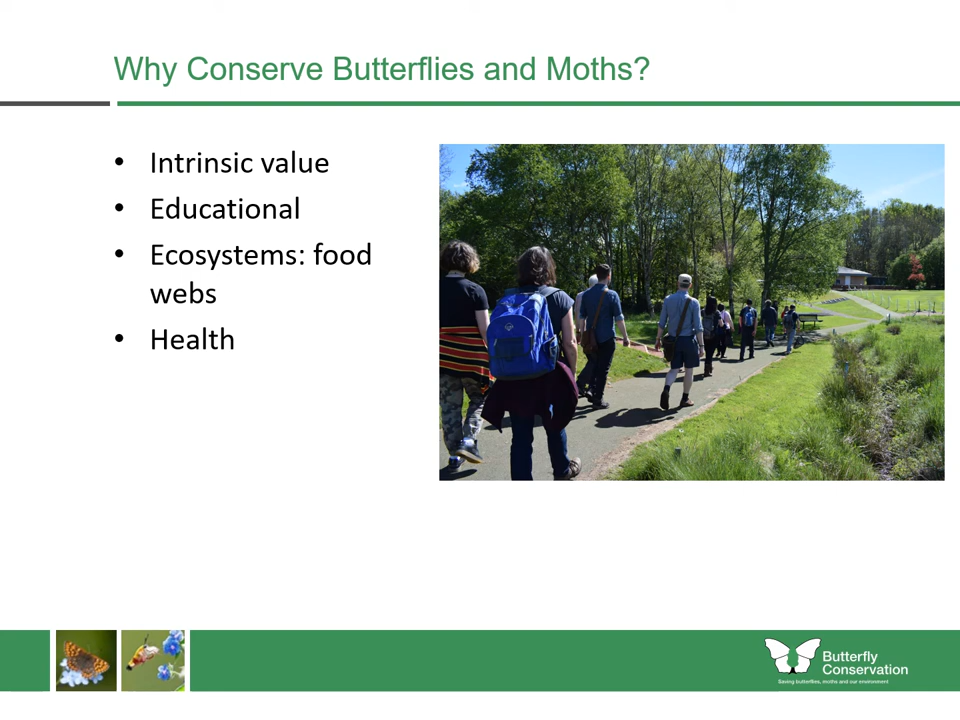 Why Conserve Butterflies and Moths?
• Intrinsic value
• Educational
• Ecosystems: food
webs
• Health
Butterfly
Conservation
Saving butterflies, moths and our environment